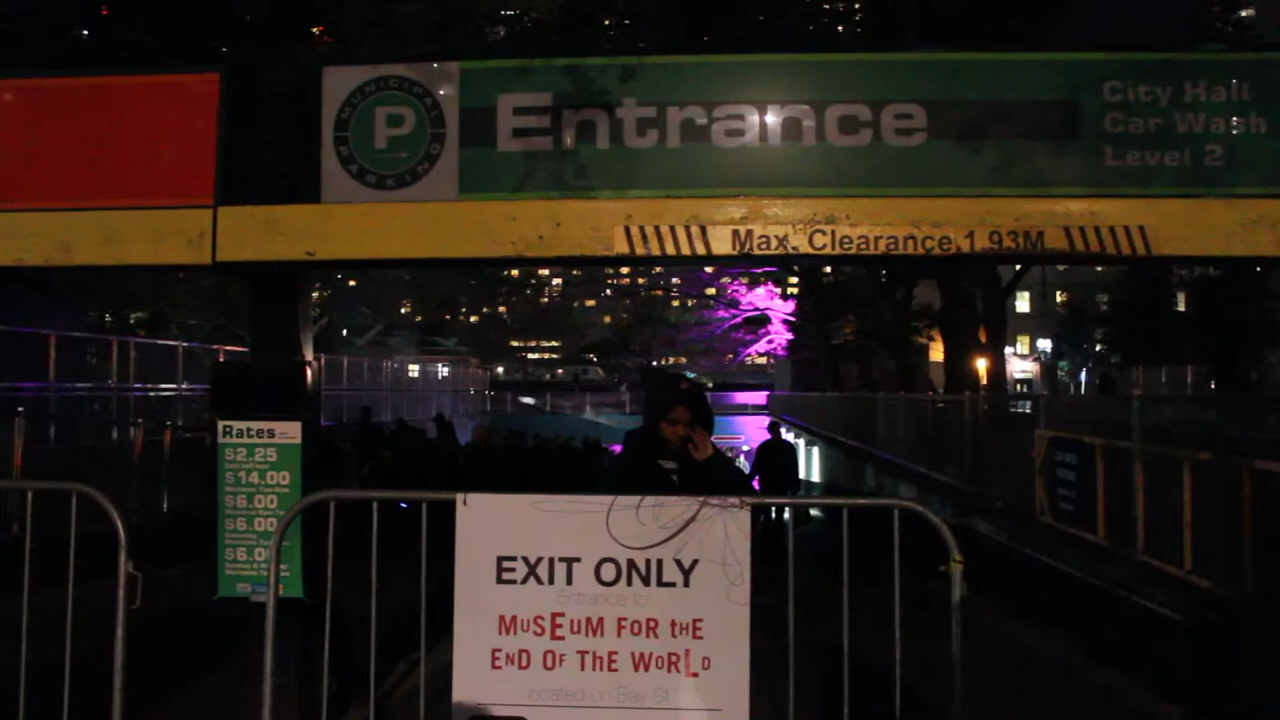 MUNICIPAL PARKING
P
Entrance
City Hall
Car Wash
Level 2
Max. Clearance 1.93M
Rates
$2.25
$14.00
$6.00
$6.00
$6.00
EXIT ONLY
Entrance to
MUSEUM FOR tHE
END OF THE WORLD
located on Bay St